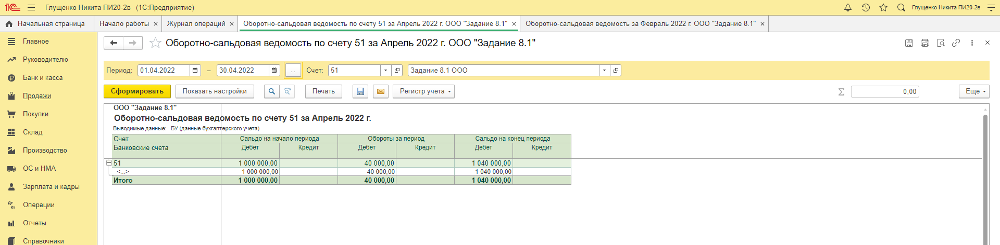 1С Глущенко Никита ПИ20-2в (1С:Предприятие) Глущенко Никита ПИ20-2в
Начальная страница Начало работы × Журнал операций × Оборотно-сальдовая ведомость по счету 51 за Апрель 2022 г. ООО "Задание 8.1" × Оборотно-сальдовая ведомость за Февраль 2022 г. ООО "Задание 8.1" ×
Главное
Руководителю
Банк и касса
Продажи
Покупки
Склад
Производство
ОС и НМА
Зарплата и кадры
Дт Кт Операции
Отчеты
Справочники
Оборотно-сальдовая ведомость по счету 51 за Апрель 2022 г. ООО "Задание 8.1"
Период: 01.04.2022 – 30.04.2022 ... Счет: 51 Задание 8.1 ООО
Сформировать Показать настройки Печать Регистр учета Σ 0,00 Еще
ООО "Задание 8.1"
Оборотно-сальдовая ведомость по счету 51 за Апрель 2022 г.
Выводимые данные: БУ (данные бухгалтерского учета)
Счет Сальдо на начало периода Обороты за период Сальдо на конец периода
Банковские счета Дебет Кредит Дебет Кредит Дебет Кредит
51 1 000 000,00 40 000,00 1 040 000,00
<...> 1 000 000,00 40 000,00 1 040 000,00
Итого 1 000 000,00 40 000,00 1 040 000,00